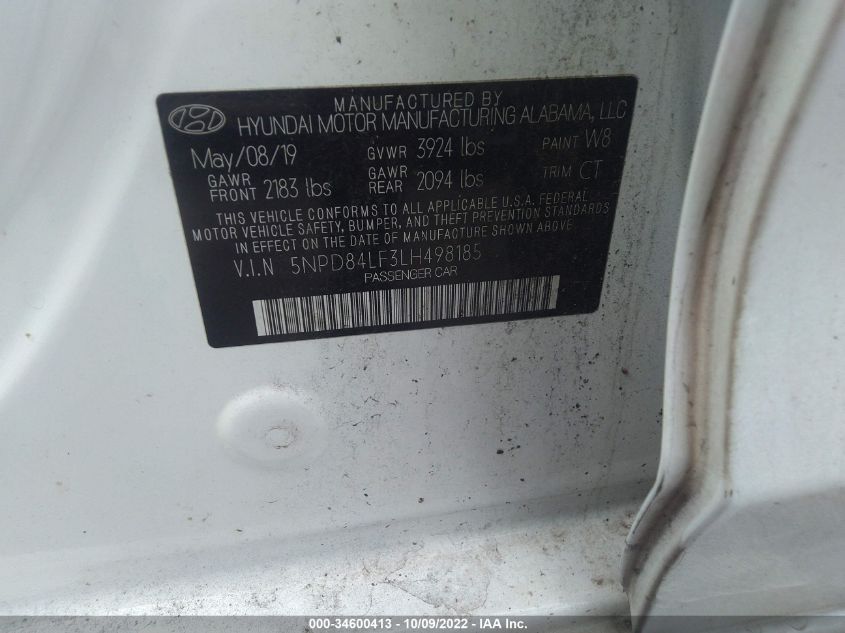 MANUFACTURED BY
HYUNDAI MOTOR MANUFACTURING ALABAMA, LLC
May/08/19 GVWR 3924 lbs PAINT W8
GAWR FRONT 2183 lbs GAWR REAR 2094 lbs TRIM CT
THIS VEHICLE CONFORMS TO ALL APPLICABLE U.S.A. FEDERAL
MOTOR VEHICLE SAFETY, BUMPER, AND THEFT PREVENTION STANDARDS
IN EFFECT ON THE DATE OF MANUFACTURE SHOWN ABOVE.
V.I.N 5NPD84LF3LH498185
PASSENGER CAR
000-34600413 - 10/09/2022 - IAA Inc.